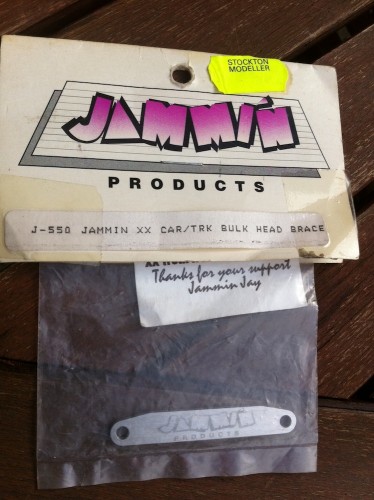 STOCKTON
MODELLER
JAMMIN
PRODUCTS
J-550 JAMMIN XX CAR/TRK BULK HEAD BRACE
Thanks for your support
Jammin Jay
JAMMIN
PRODUCTS